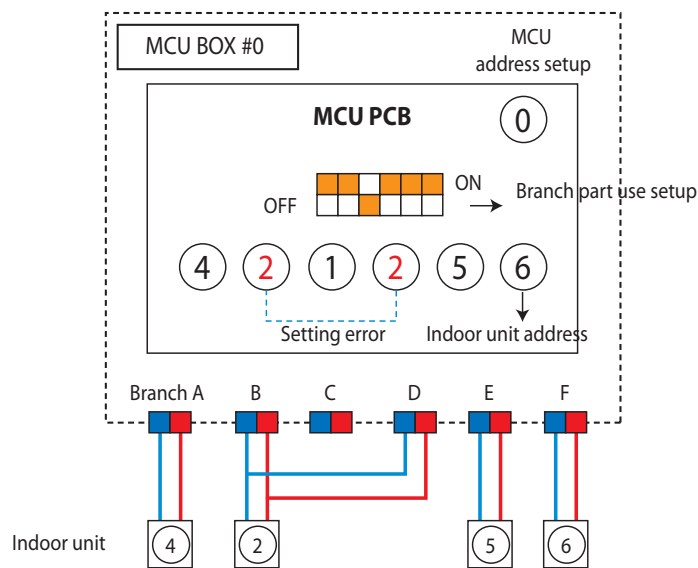 MCU BOX #0
MCU
address setup
MCU PCB
0
ON
OFF
Branch part use setup
4 2 1 2 5 6
Setting error
Indoor unit address
Branch A B C D E F
Indoor unit
4 2 5 6